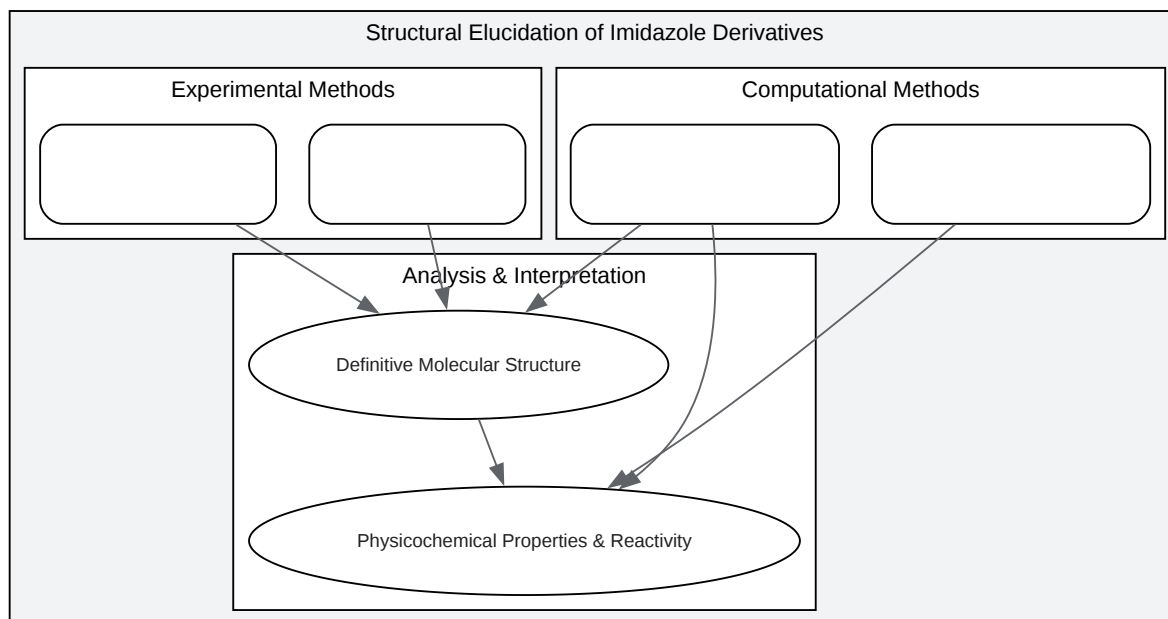 Structural Elucidation of Imidazole Derivatives
Experimental Methods
Computational Methods
Analysis & Interpretation
Definitive Molecular Structure
Physicochemical Properties & Reactivity